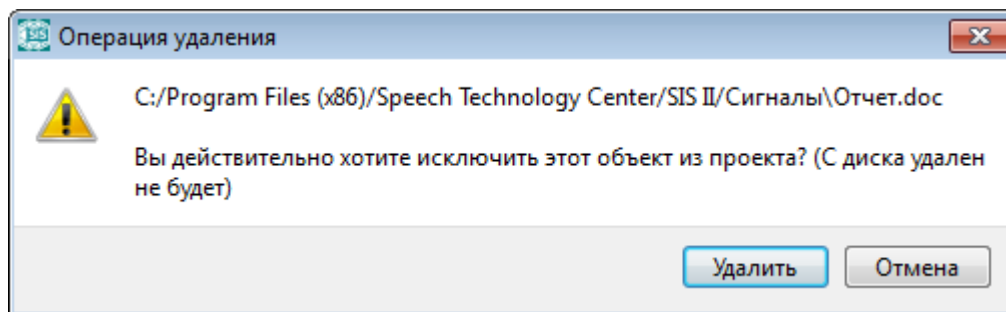 Операция удаления
C:/Program Files (x86)/Speech Technology Center/SIS II/Сигналы\Отчет.doc
Вы действительно хотите исключить этот объект из проекта? (С диска удален
не будет)
Удалить Отмена